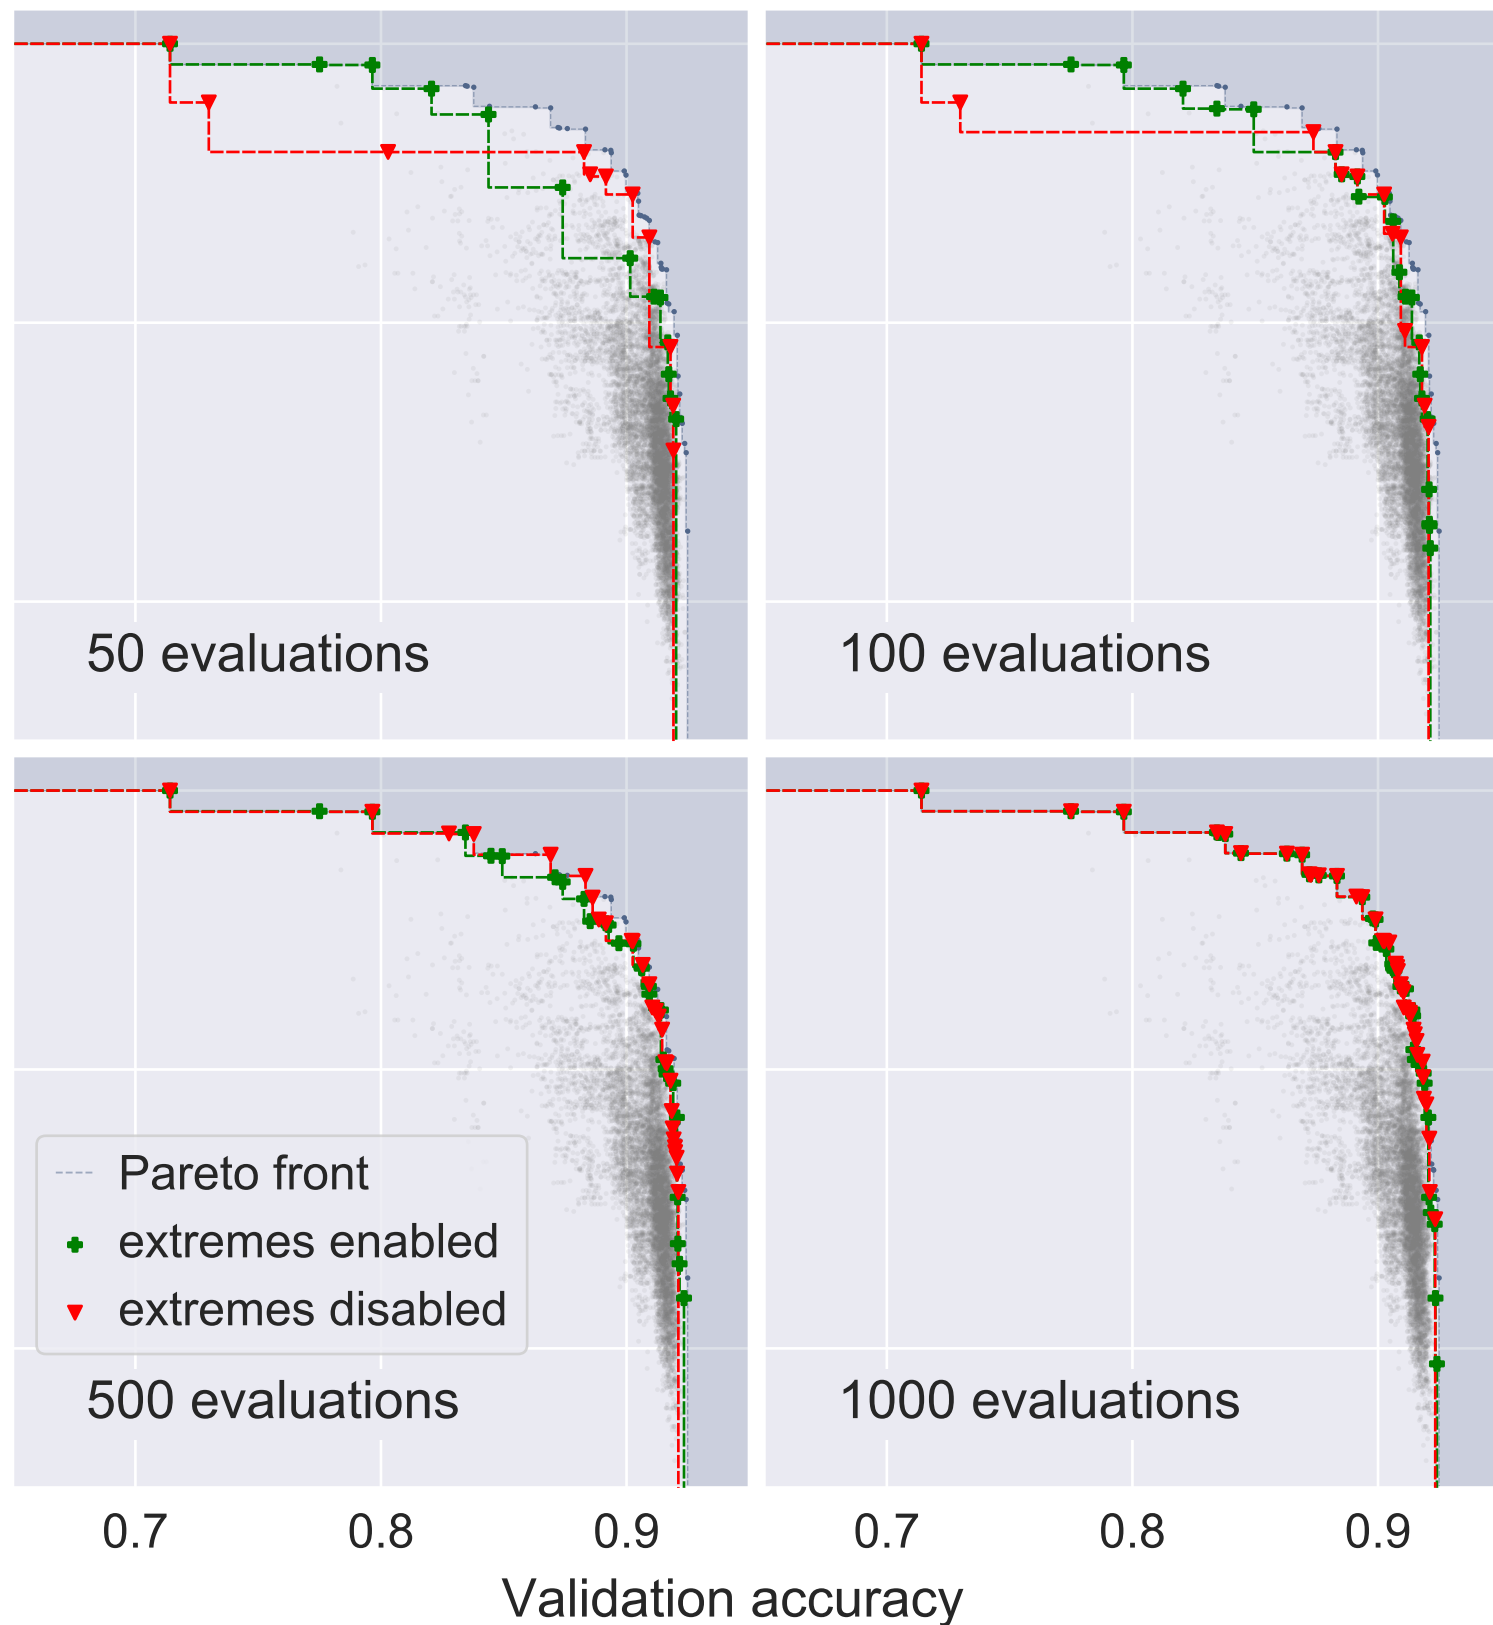 50 evaluations
100 evaluations
Pareto front
extremes enabled
extremes disabled
500 evaluations
1000 evaluations
0.7 0.8 0.9 0.7 0.8 0.9
Validation accuracy